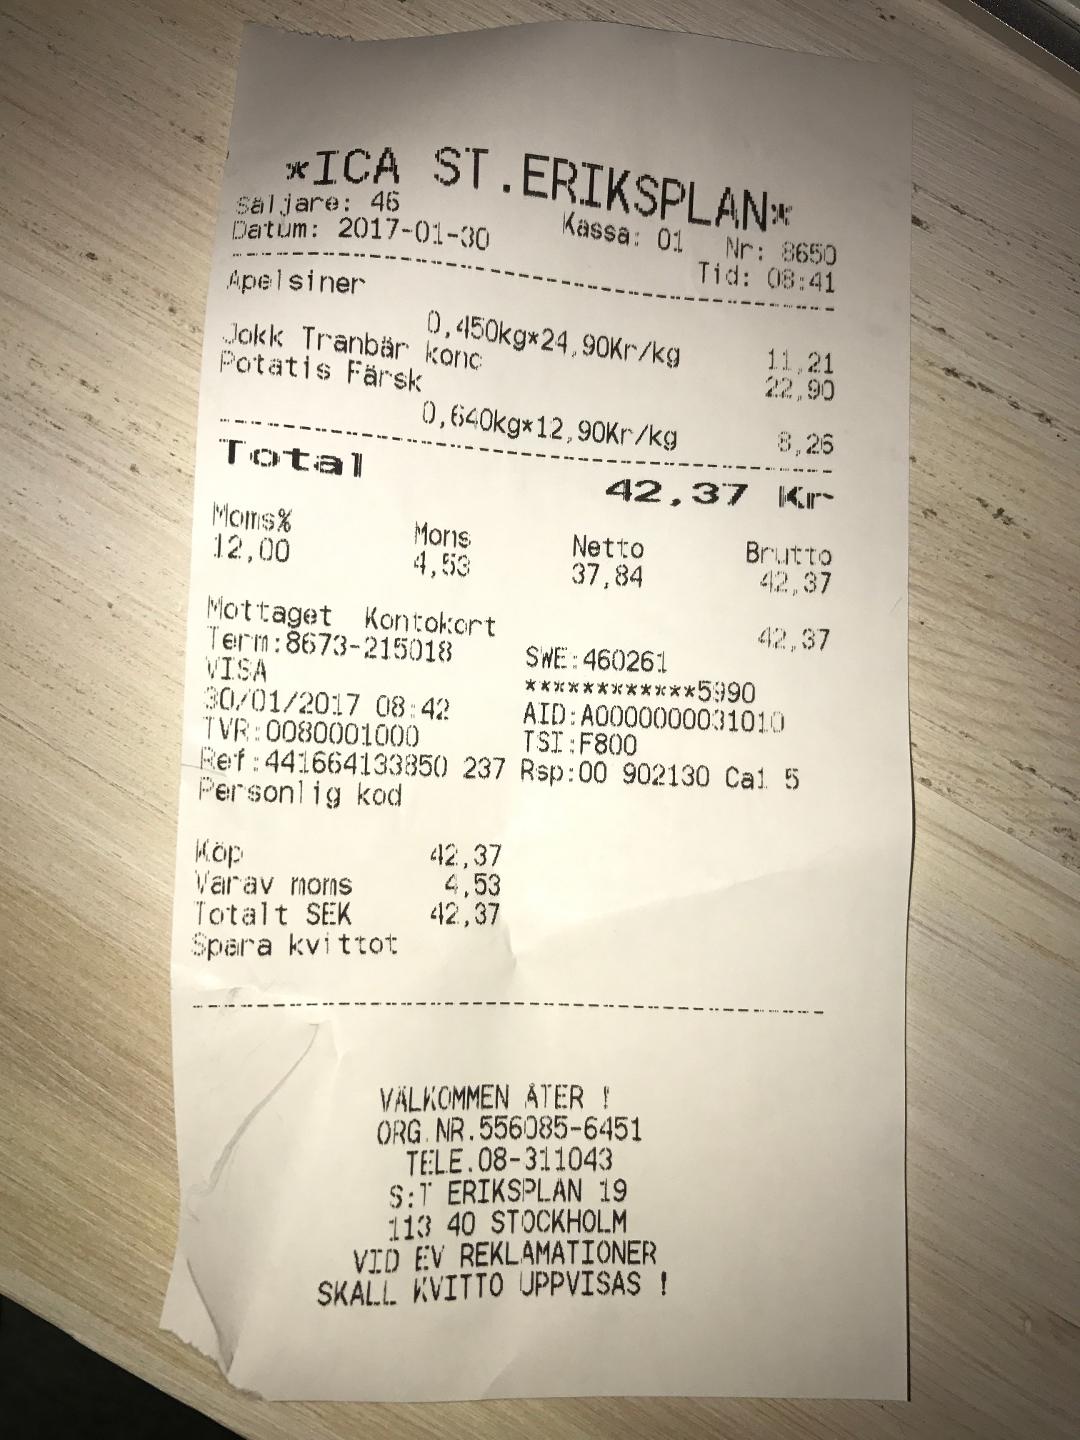 *ICA ST.ERIKSPLAN*
Säljare: 46 Kassa: 01 Nr: 8650
Datum: 2017-01-30 Tid: 08:41
Apelsiner
0,450kg*24,90Kr/kg 11,21
Jokk Tranbär konc 22,90
Potatis Färsk
0,640kg*12,90Kr/kg 8,26
Total 42,37 Kr
Moms% Moms Netto Brutto
12,00 4,53 37,84 42,37
Mottaget Kontokort 42,37
Term:8673-215018 SWE:460261
VISA ************5990
30/01/2017 08:42 AID:A0000000031010
TVR:0080001000 TSI:F800
Ref:441664133850 237 Rsp:00 902130 Ca1 5
Personlig kod
Köp 42,37
Varav moms 4,53
Totalt SEK 42,37
Spara kvittot
VÄLKOMMEN ÅTER !
ORG.NR.556085-6451
TELE.08-311043
S:T ERIKSPLAN 19
113 40 STOCKHOLM
VID EV REKLAMATIONER
SKALL KVITTO UPPVISAS !